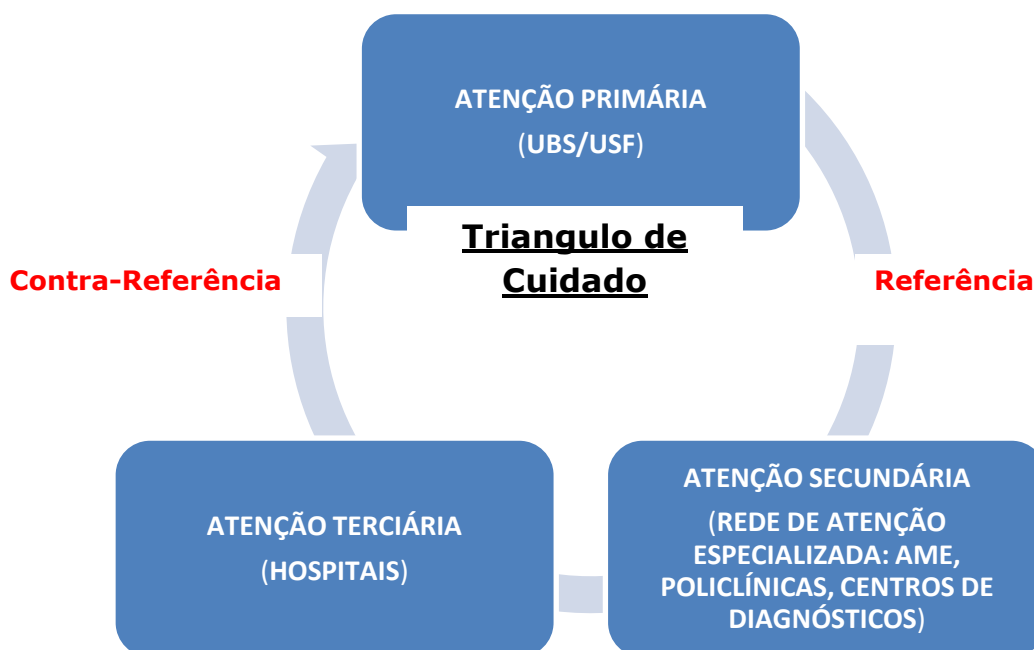 ATENÇÃO PRIMÁRIA
(UBS/USF)
Triangulo de
Cuidado
Contra-Referência
Referência
ATENÇÃO TERCIÁRIA
(HOSPITAIS)
ATENÇÃO SECUNDÁRIA
(REDE DE ATENÇÃO
ESPECIALIZADA: AME,
POLICLÍNICAS, CENTROS DE
DIAGNÓSTICOS)